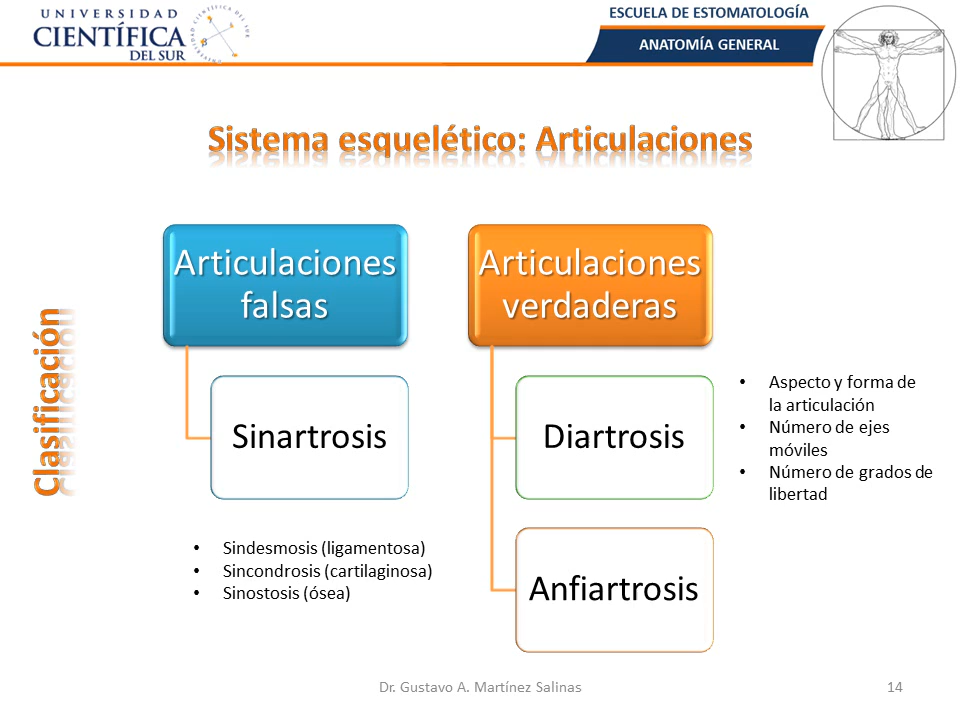 UNIVERSIDAD
CIENTÍFICA
DEL SUR
ESCUELA DE ESTOMATOLOGÍA
ANATOMÍA GENERAL
Sistema esquelético: Articulaciones
Clasificación
Articulaciones
falsas
Sinartrosis
• Sindesmosis (ligamentosa)
• Sincondrosis (cartilaginosa)
• Sinostosis (ósea)
Articulaciones
verdaderas
Diartrosis
• Aspecto y forma de
la articulación
• Número de ejes
móviles
• Número de grados de
libertad
Anfiartrosis
Dr. Gustavo A. Martínez Salinas
14